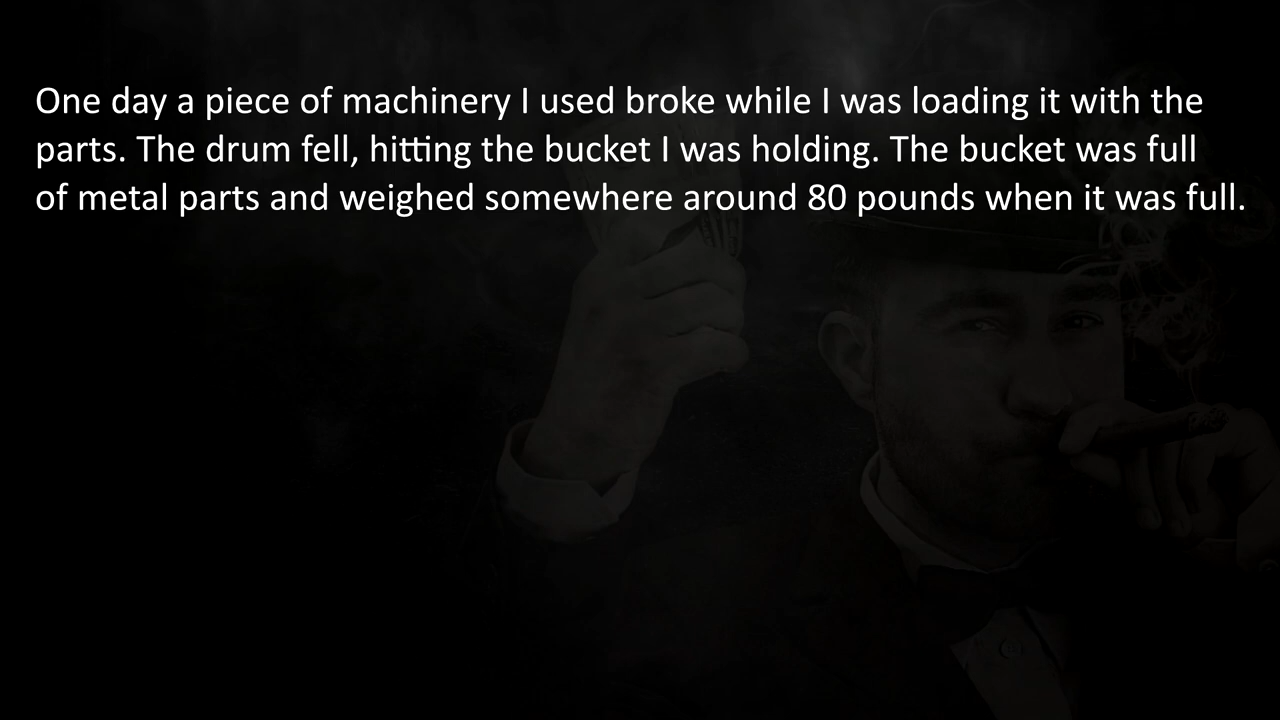 One day a piece of machinery I used broke while I was loading it with the
parts. The drum fell, hitting the bucket I was holding. The bucket was full
of metal parts and weighed somewhere around 80 pounds when it was full.